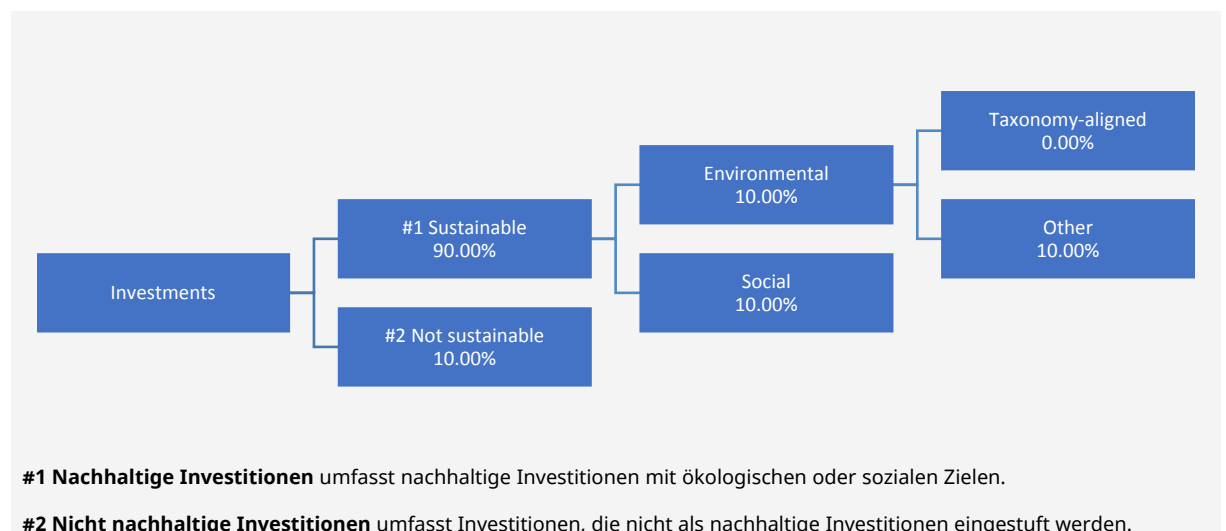 Taxonomy-aligned
0.00%
Environmental
10.00%
#1 Sustainable
90.00%
Other
10.00%
Investments
Social
10.00%
#2 Not sustainable
10.00%
#1 Nachhaltige Investitionen umfasst nachhaltige Investitionen mit ökologischen oder sozialen Zielen.
#2 Nicht nachhaltige Investitionen umfasst Investitionen, die nicht als nachhaltige Investitionen eingestuft werden.